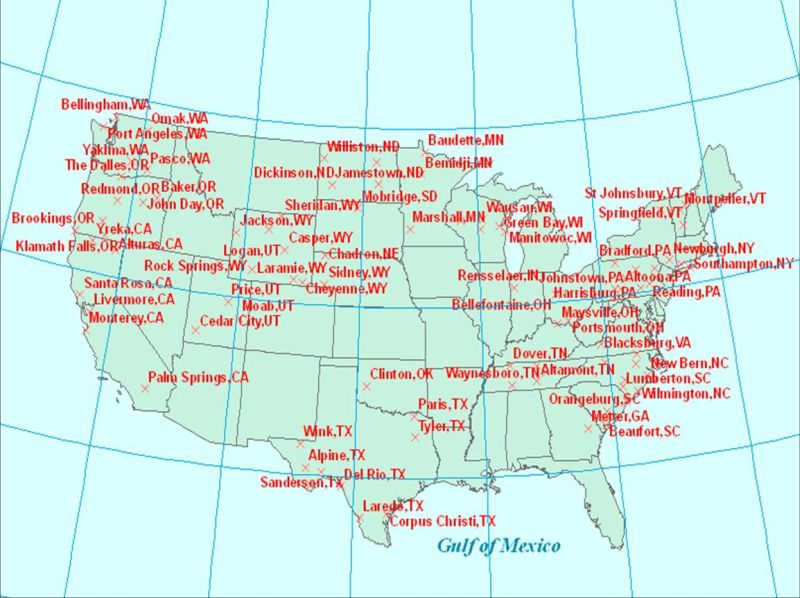 Bellingham,WA
Omak,WA
Port Angeles,WA
Yakima,WA
Pasco,WA
The Dalles,OR
Redmond,OR
Baker,OR
John Day,OR
Brookings,OR
Yreka,CA
Klamath Falls,OR
Alturas,CA
Santa Rosa,CA
Livermore,CA
Monterey,CA
Palm Springs,CA
Williston,ND
Dickinson,ND
Jamestown,ND
Baudette,MN
Bemidji,MN
Mobridge,SD
Sheridan,WY
Jackson,WY
Casper,WY
Marshall,MN
Logan,UT
Chadron,NE
Rock Springs,WY
Laramie,WY
Sidney,WY
Cheyenne,WY
Price,UT
Moab,UT
Cedar City,UT
Wausau,WI
Green Bay,WI
Manitowoc,WI
St Johnsbury,VT
Montpelier,VT
Springfield,VT
Bradford,PA
Newburgh,NY
Southampton,NY
Rensselaer,IN
Johnstown,PA
Altoona,PA
Harrisburg,PA
Reading,PA
Bellefontaine,OH
Maysville,OH
Portsmouth,OH
Blacksburg,VA
Dover,TN
Waynesboro,TN
Altamont,TN
New Bern,NC
Lumberton,SC
Wilmington,NC
Orangeburg,SC
Metter,GA
Beaufort,SC
Clinton,OK
Paris,TX
Tyler,TX
Wink,TX
Alpine,TX
Sanderson,TX
Del Rio,TX
Laredo,TX
Corpus Christi,TX
Gulf of Mexico